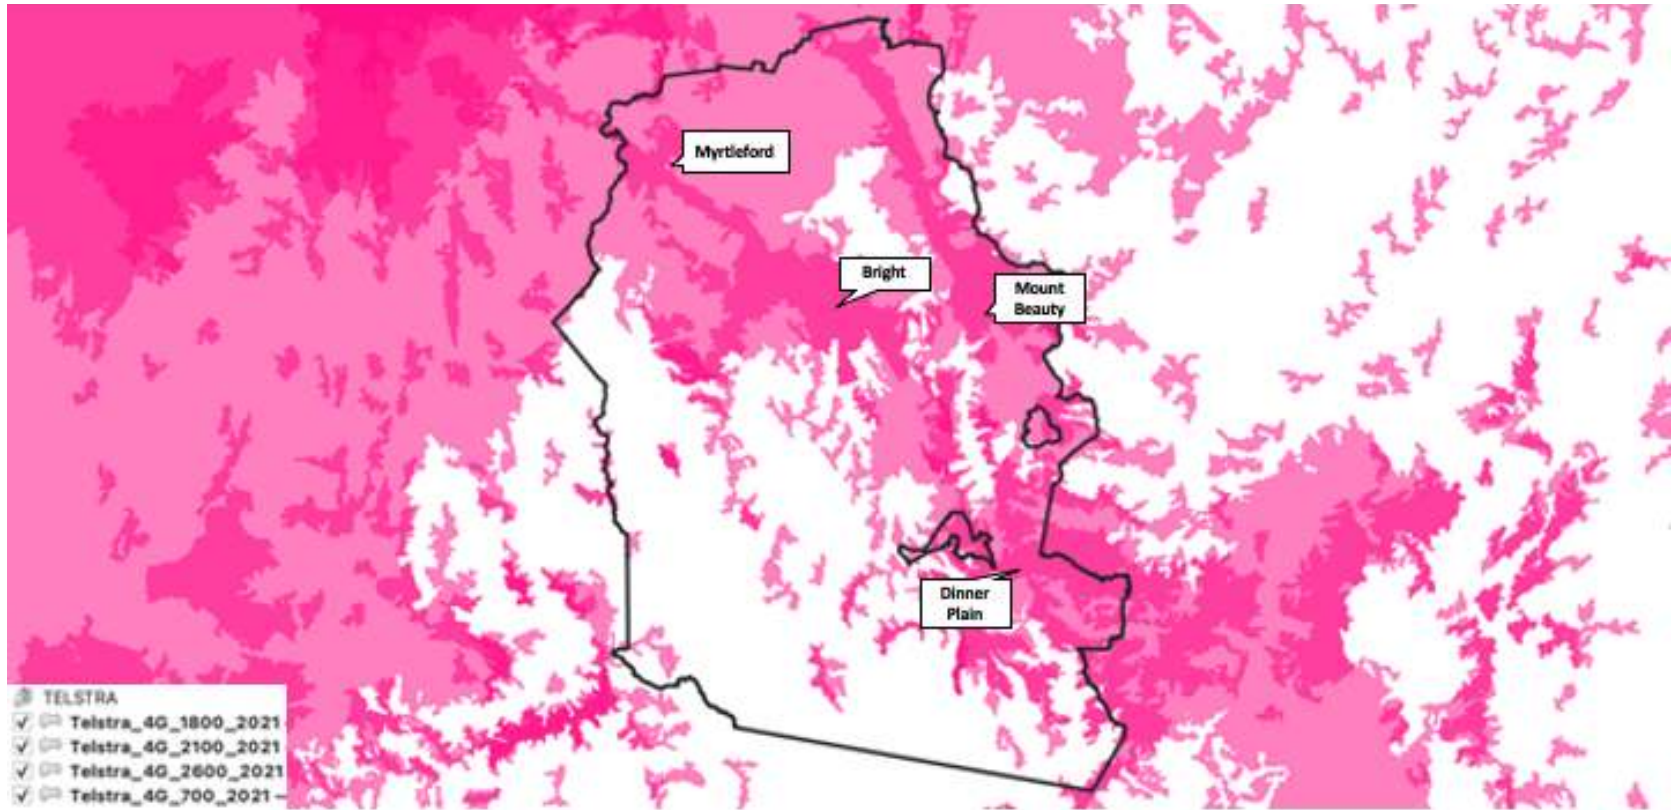 Myrtleford
Bright
Mount
Beauty
Dinner
Plain
TELSTRA
Telstra_4G_1800_2021
Telstra_4G_2100_2021
Telstra_4G_2600_2021
Telstra_4G_700_2021